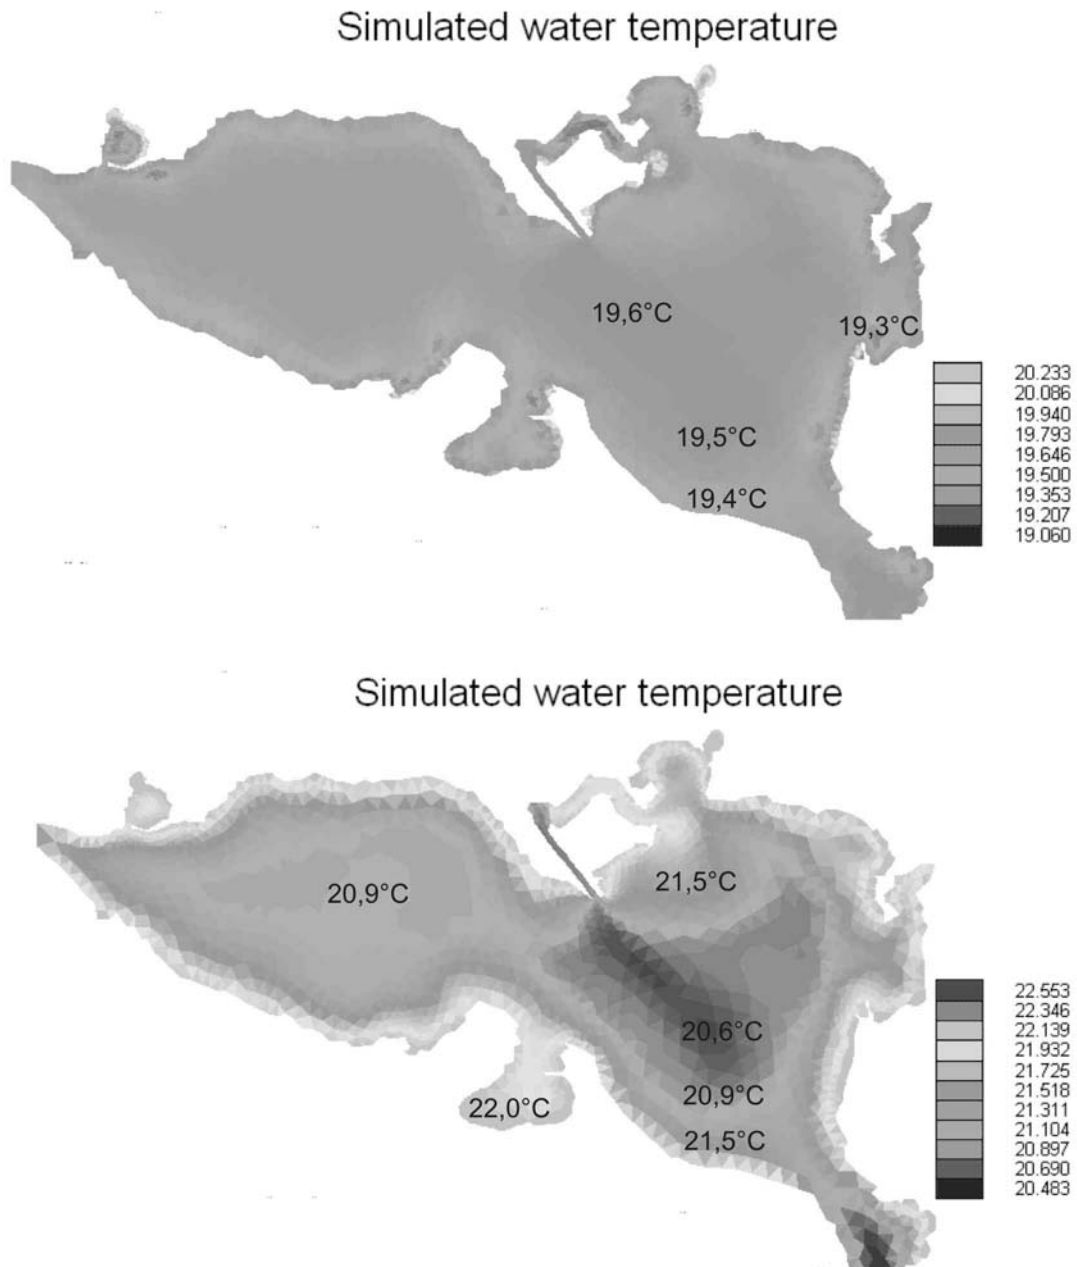 Simulated water temperature
19,6°C
19,3°C
19,5°C
19,4°C
20.233
20.086
19.940
19.793
19.646
19.500
19.353
19.207
19.060
Simulated water temperature
21,5°C
20,9°C
20,6°C
20,9°C
22,0°C
21,5°C
22.553
22.346
22.139
21.932
21.725
21.518
21.311
21.104
20.897
20.690
20.483